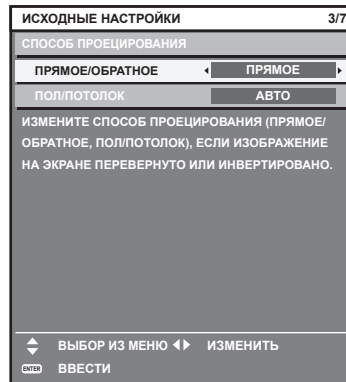 ИСХОДНЫЕ НАСТРОЙКИ 3/7
СПОСОБ ПРОЕЦИРОВАНИЯ
ПРЯМОЕ/ОБРАТНОЕ ПРЯМОЕ
ПОЛ/ПОТОЛОК АВТО
ИЗМЕНИТЕ СПОСОБ ПРОЕЦИРОВАНИЯ (ПРЯМОЕ/
ОБРАТНОЕ, ПОЛ/ПОТОЛОК), ЕСЛИ ИЗОБРАЖЕНИЕ
НА ЭКРАНЕ ПЕРЕВЕРНУТО ИЛИ ИНВЕРТИРОВАНО.
ВЫБОР ИЗ МЕНЮ ИЗМЕНИТЬ
ENTER ВВЕСТИ